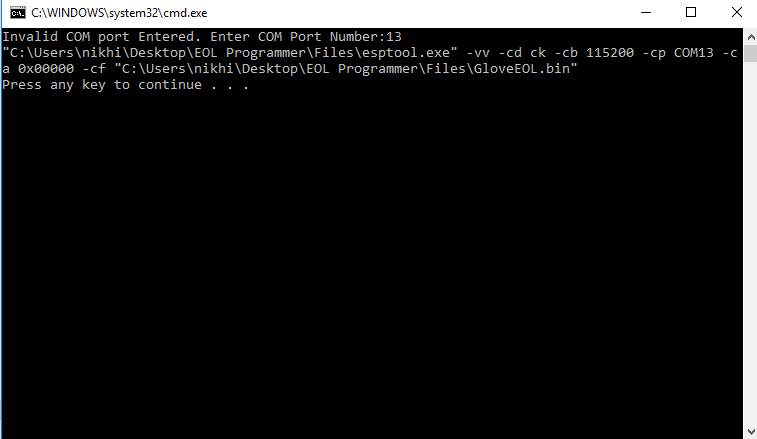 C:\WINDOWS\system32\cmd.exe
Invalid COM port Entered. Enter COM Port Number:13
"C:\Users\nikhi\Desktop\EOL Programmer\Files\esptool.exe" -vv -cd ck -cb 115200 -cp COM13 -c
a 0x00000 -cf "C:\Users\nikhi\Desktop\EOL Programmer\Files\GloveEOL.bin"
Press any key to continue . . .